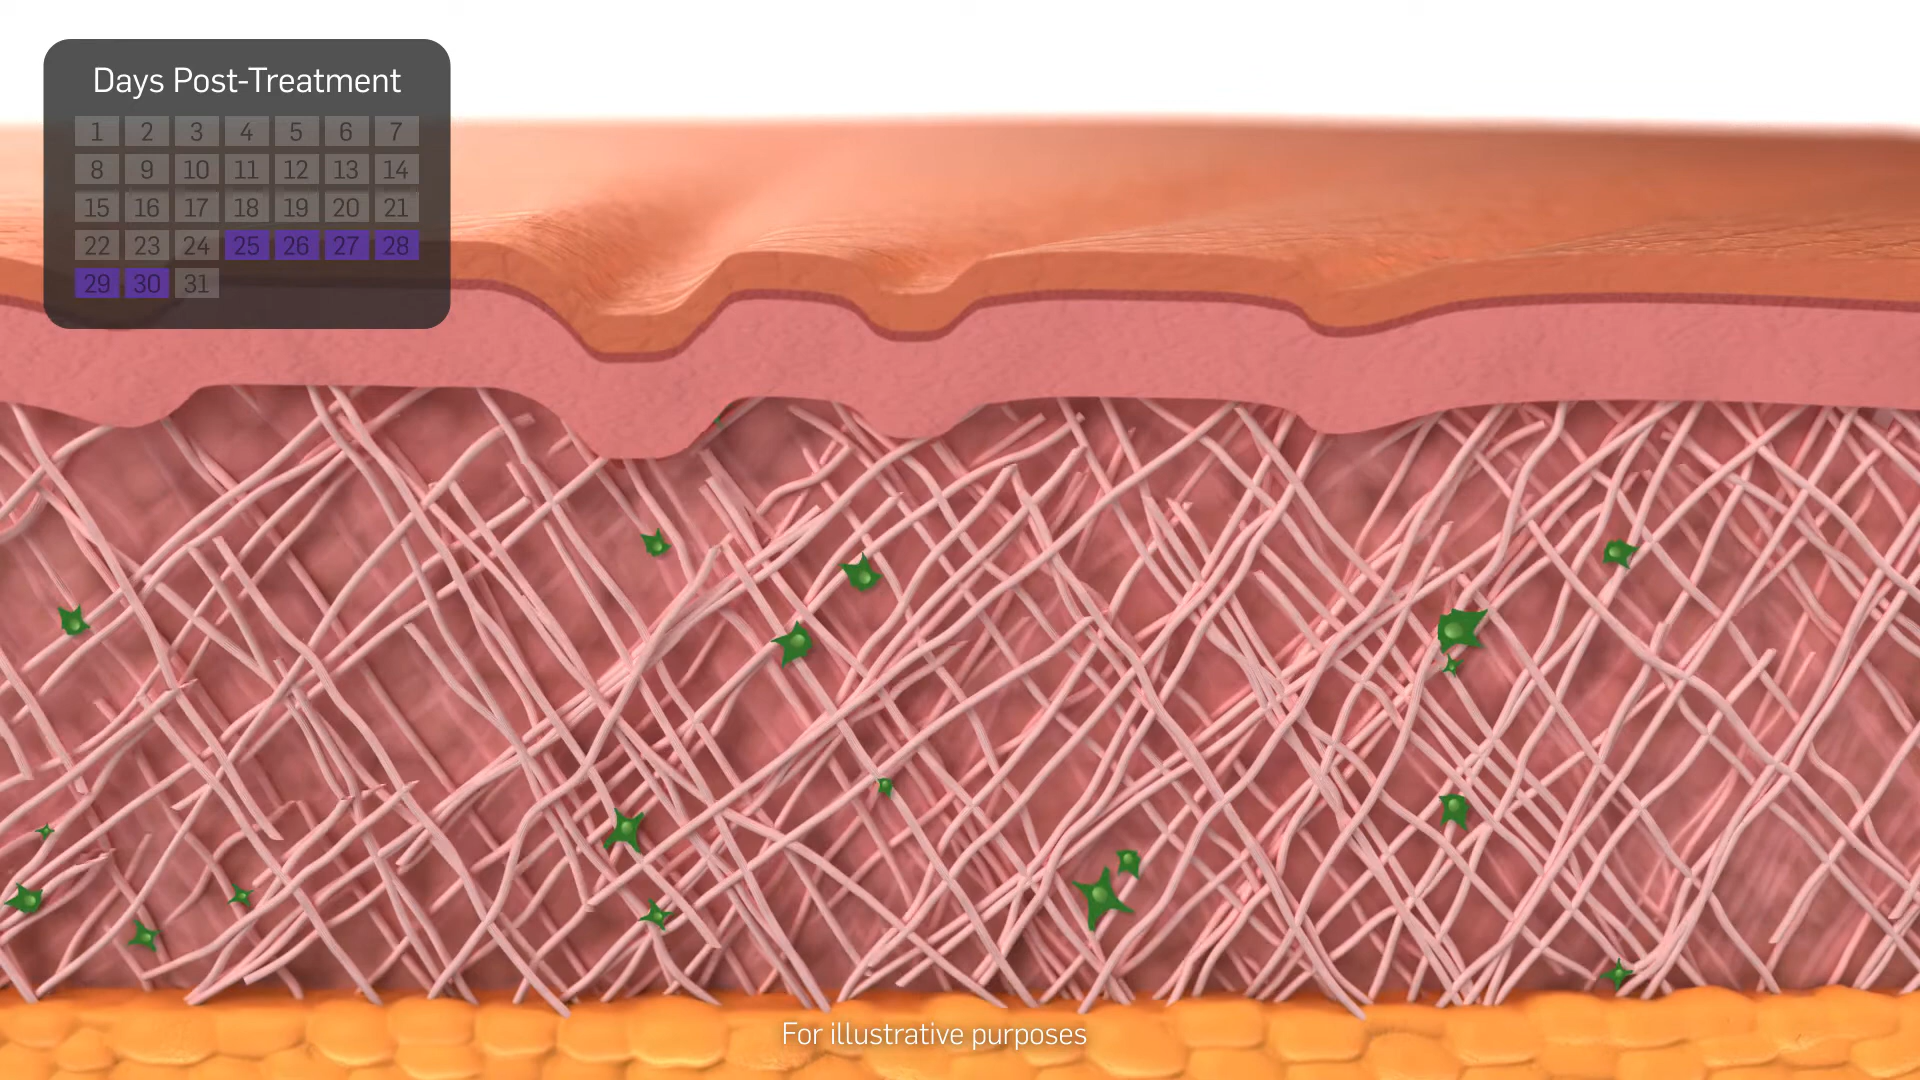 Days Post-Treatment
1 2 3 4 5 6 7
8 9 10 11 12 13 14
15 16 17 18 19 20 21
22 23 24 25 26 27 28
29 30 31
For illustrative purposes